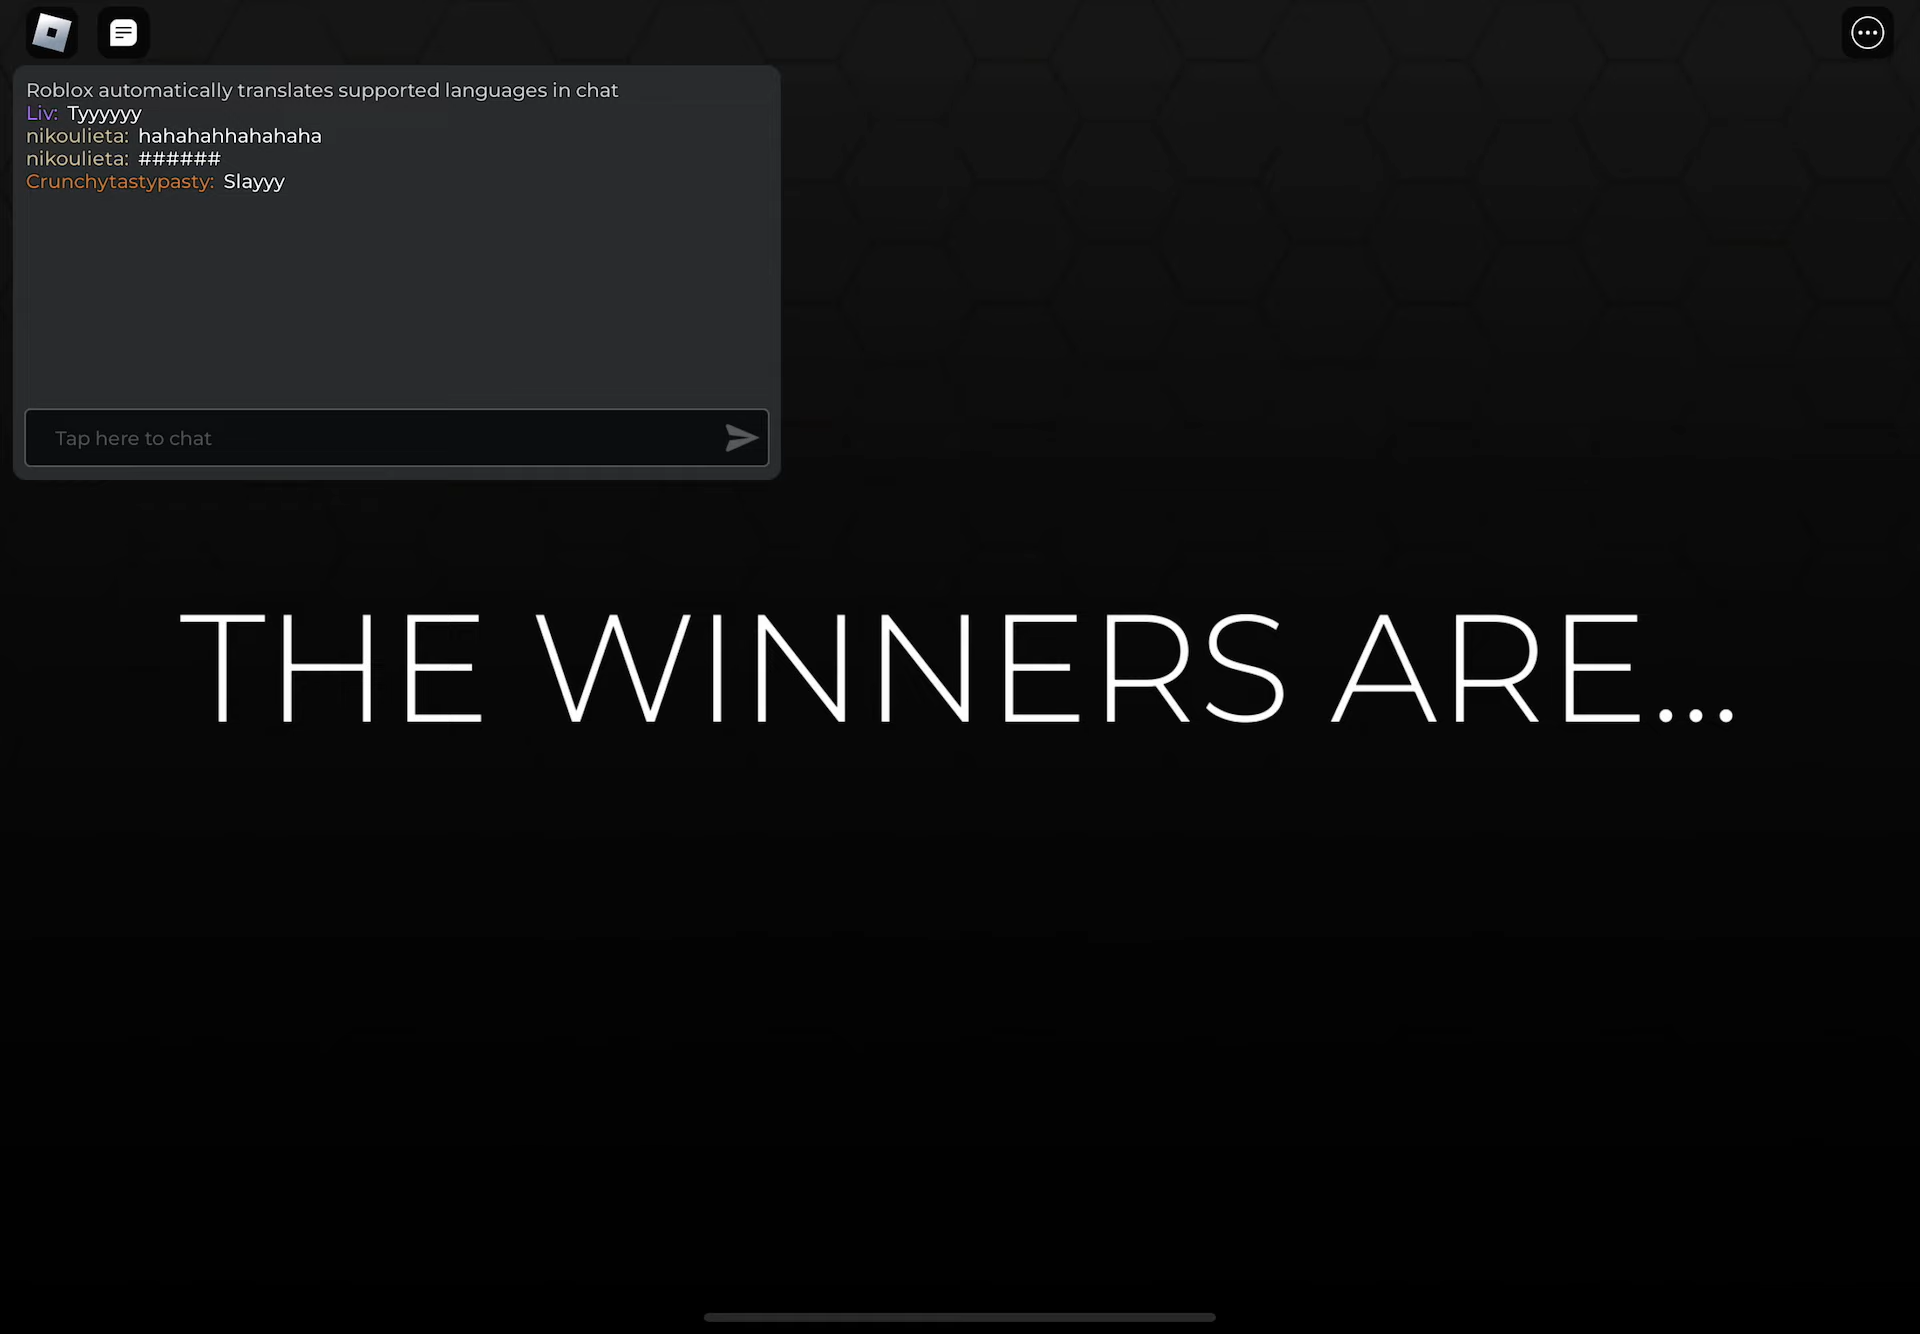 Roblox automatically translates supported languages in chat
Liv: Tyyyyyy
nikoulieta: hahahahhahahaha
nikoulieta: ######
Crunchytastypasty: Slayyy
Tap here to chat
THE WINNERS ARE...